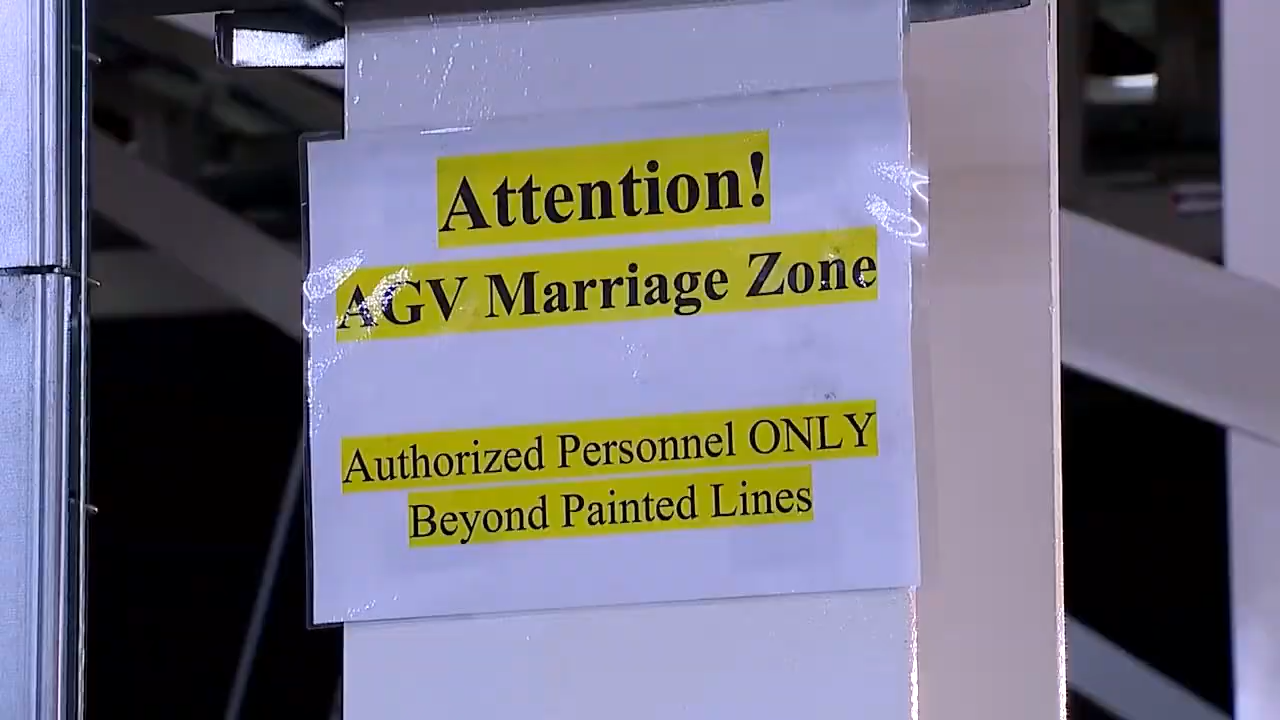 Attention!
AGV Marriage Zone
Authorized Personnel ONLY
Beyond Painted Lines